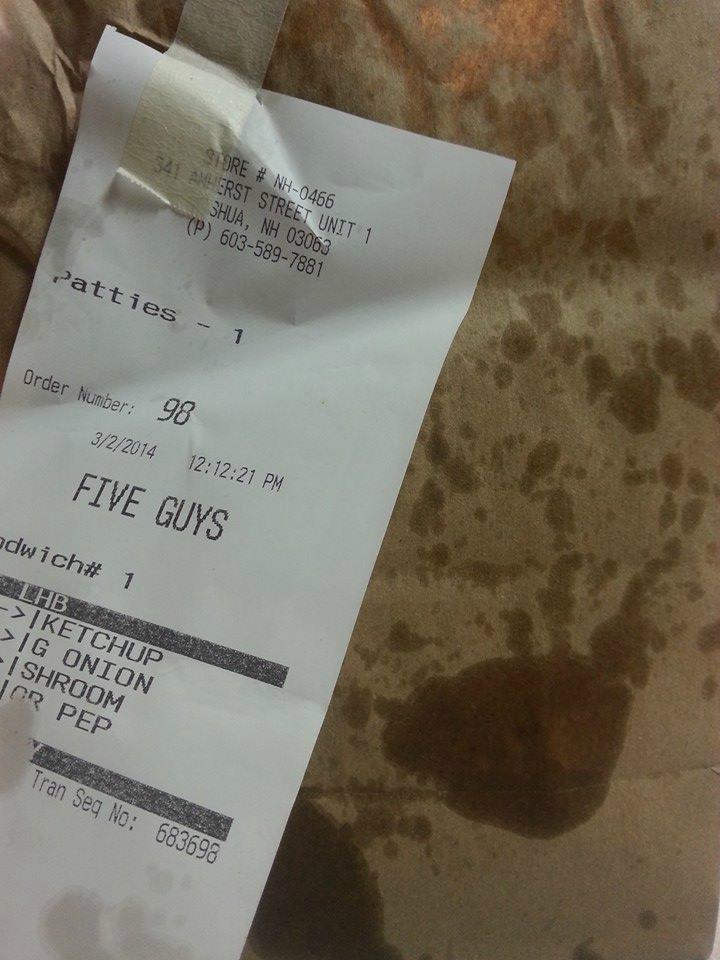 STORE # NH-0466
541 AMHERST STREET UNIT 1
SHUA, NH 03063
(P) 603-589-7881
Patties - 1
Order Number: 98
3/2/2014 12:12:21 PM
FIVE GUYS
ndwich# 1
LHB
->|KETCHUP
>|G ONION
>|SHROOM
|GR PEP
Tran Seq No: 683698